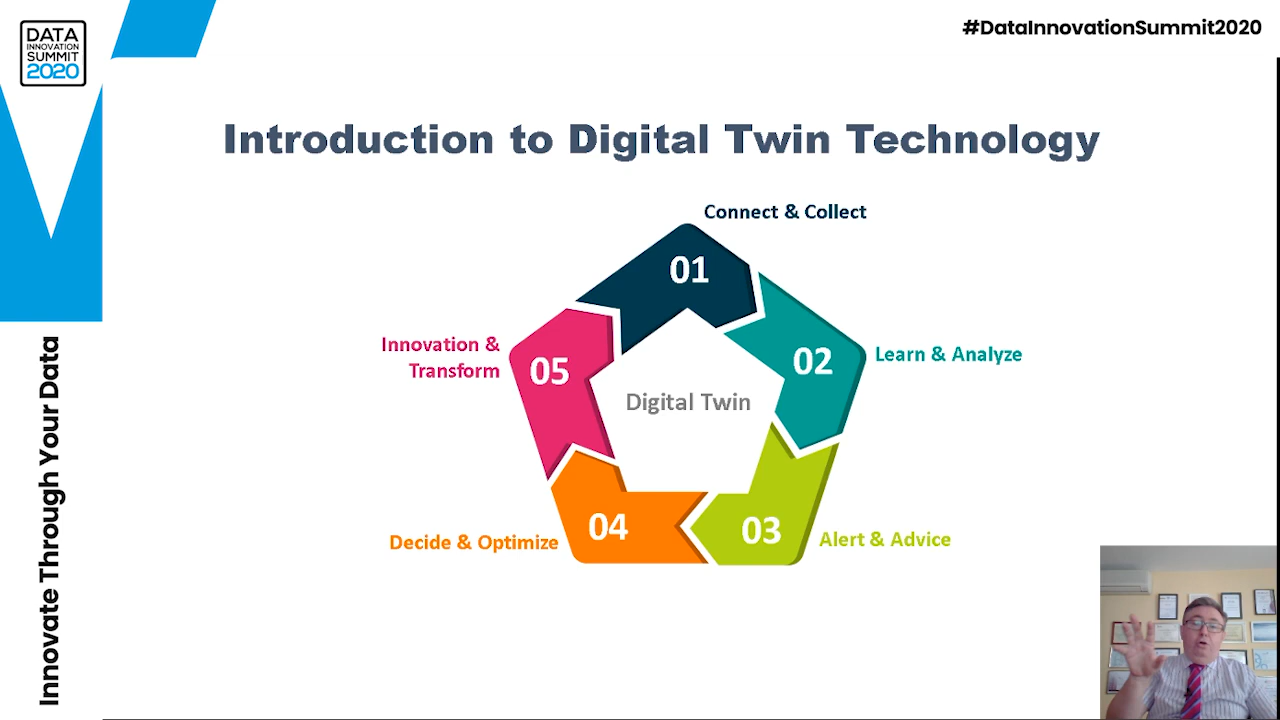 DATA
INNOVATION
SUMMIT
2020
#DataInnovationSummit2020
Innovate Through Your Data
Introduction to Digital Twin Technology
Connect & Collect
01
02
Learn & Analyze
03
Alert & Advice
04
Decide & Optimize
05
Innovation &
Transform
Digital Twin